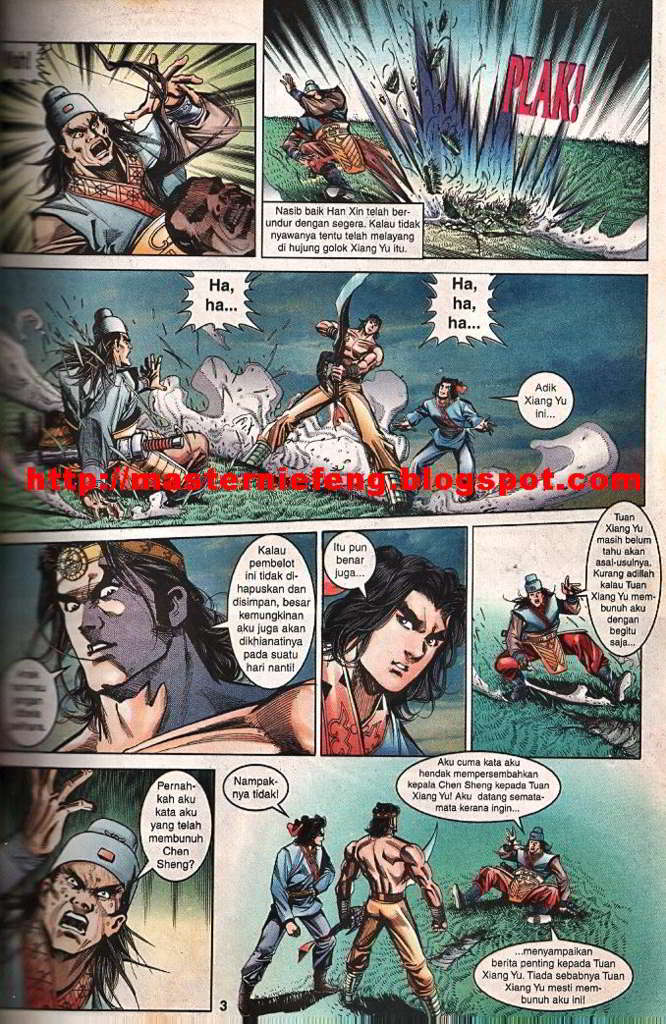 PLAK!
Nasib baik Han Xin telah ber-
undur dengan segera. Kalau tidak
nyawanya tentu telah melayang
di hujung golok Xiang Yu itu.
Ha,
ha...
Ha,
ha,
ha...
Adik
Xiang Yu
ini...
http://masterniefeng.blogspot.com
Kalau
pembelot
ini tidak di-
hapuskan dan
disimpan, besar
kemungkinan
aku juga akan
dikhianatinya
pada suatu
hari nanti!
Itu pun
benar
juga...
Tuan
Xiang Yu
masih belum
tahu akan
asal-usulnya.
Kurang adillah
kalau Tuan
Xiang Yu mem-
bunuh aku
dengan
begitu
saja...
Pernah-
kah aku
kata aku
yang telah
membunuh
Chen
Sheng?
Nampak-
nya tidak!
Aku cuma kata aku
hendak mempersembahkan
kepala Chen Sheng kepada Tuan
Xiang Yu! Aku datang semata-
mata kerana ingin...
...menyampaikan
berita penting kepada Tuan
Xiang Yu. Tiada sebabnya Tuan
Xiang Yu mesti mem-
bunuh aku ini!
3